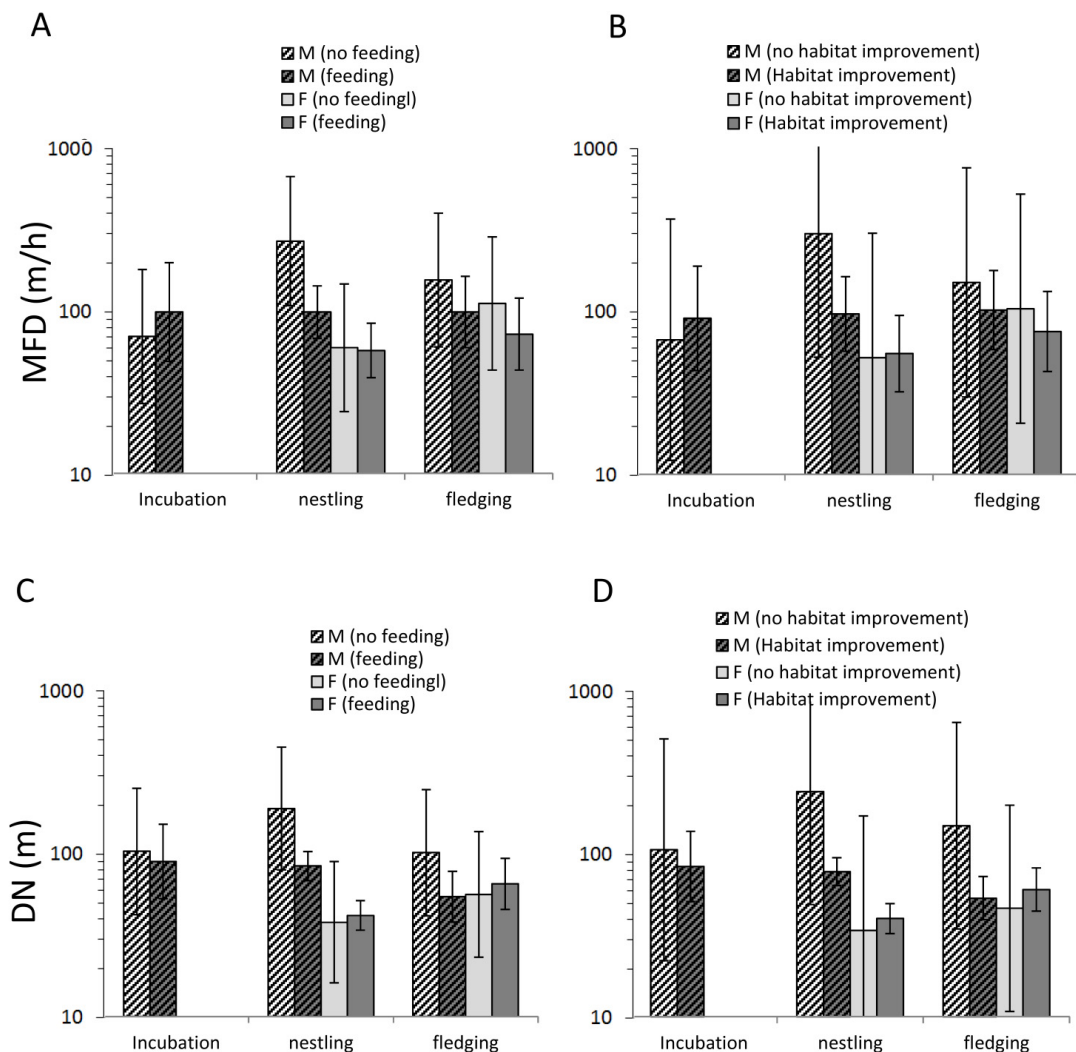 A
M (no feeding)
M (feeding)
F (no feedingl)
F (feeding)
MFD (m/h)
1000
100
10
Incubation nestling fledging
B
M (no habitat improvement)
M (Habitat improvement)
F (no habitat improvement)
F (Habitat improvement)
1000
100
10
Incubation nestling fledging
C
M (no feeding)
M (feeding)
F (no feedingl)
F (feeding)
DN (m)
1000
100
10
Incubation nestling fledging
D
M (no habitat improvement)
M (Habitat improvement)
F (no habitat improvement)
F (Habitat improvement)
1000
100
10
Incubation nestling fledging